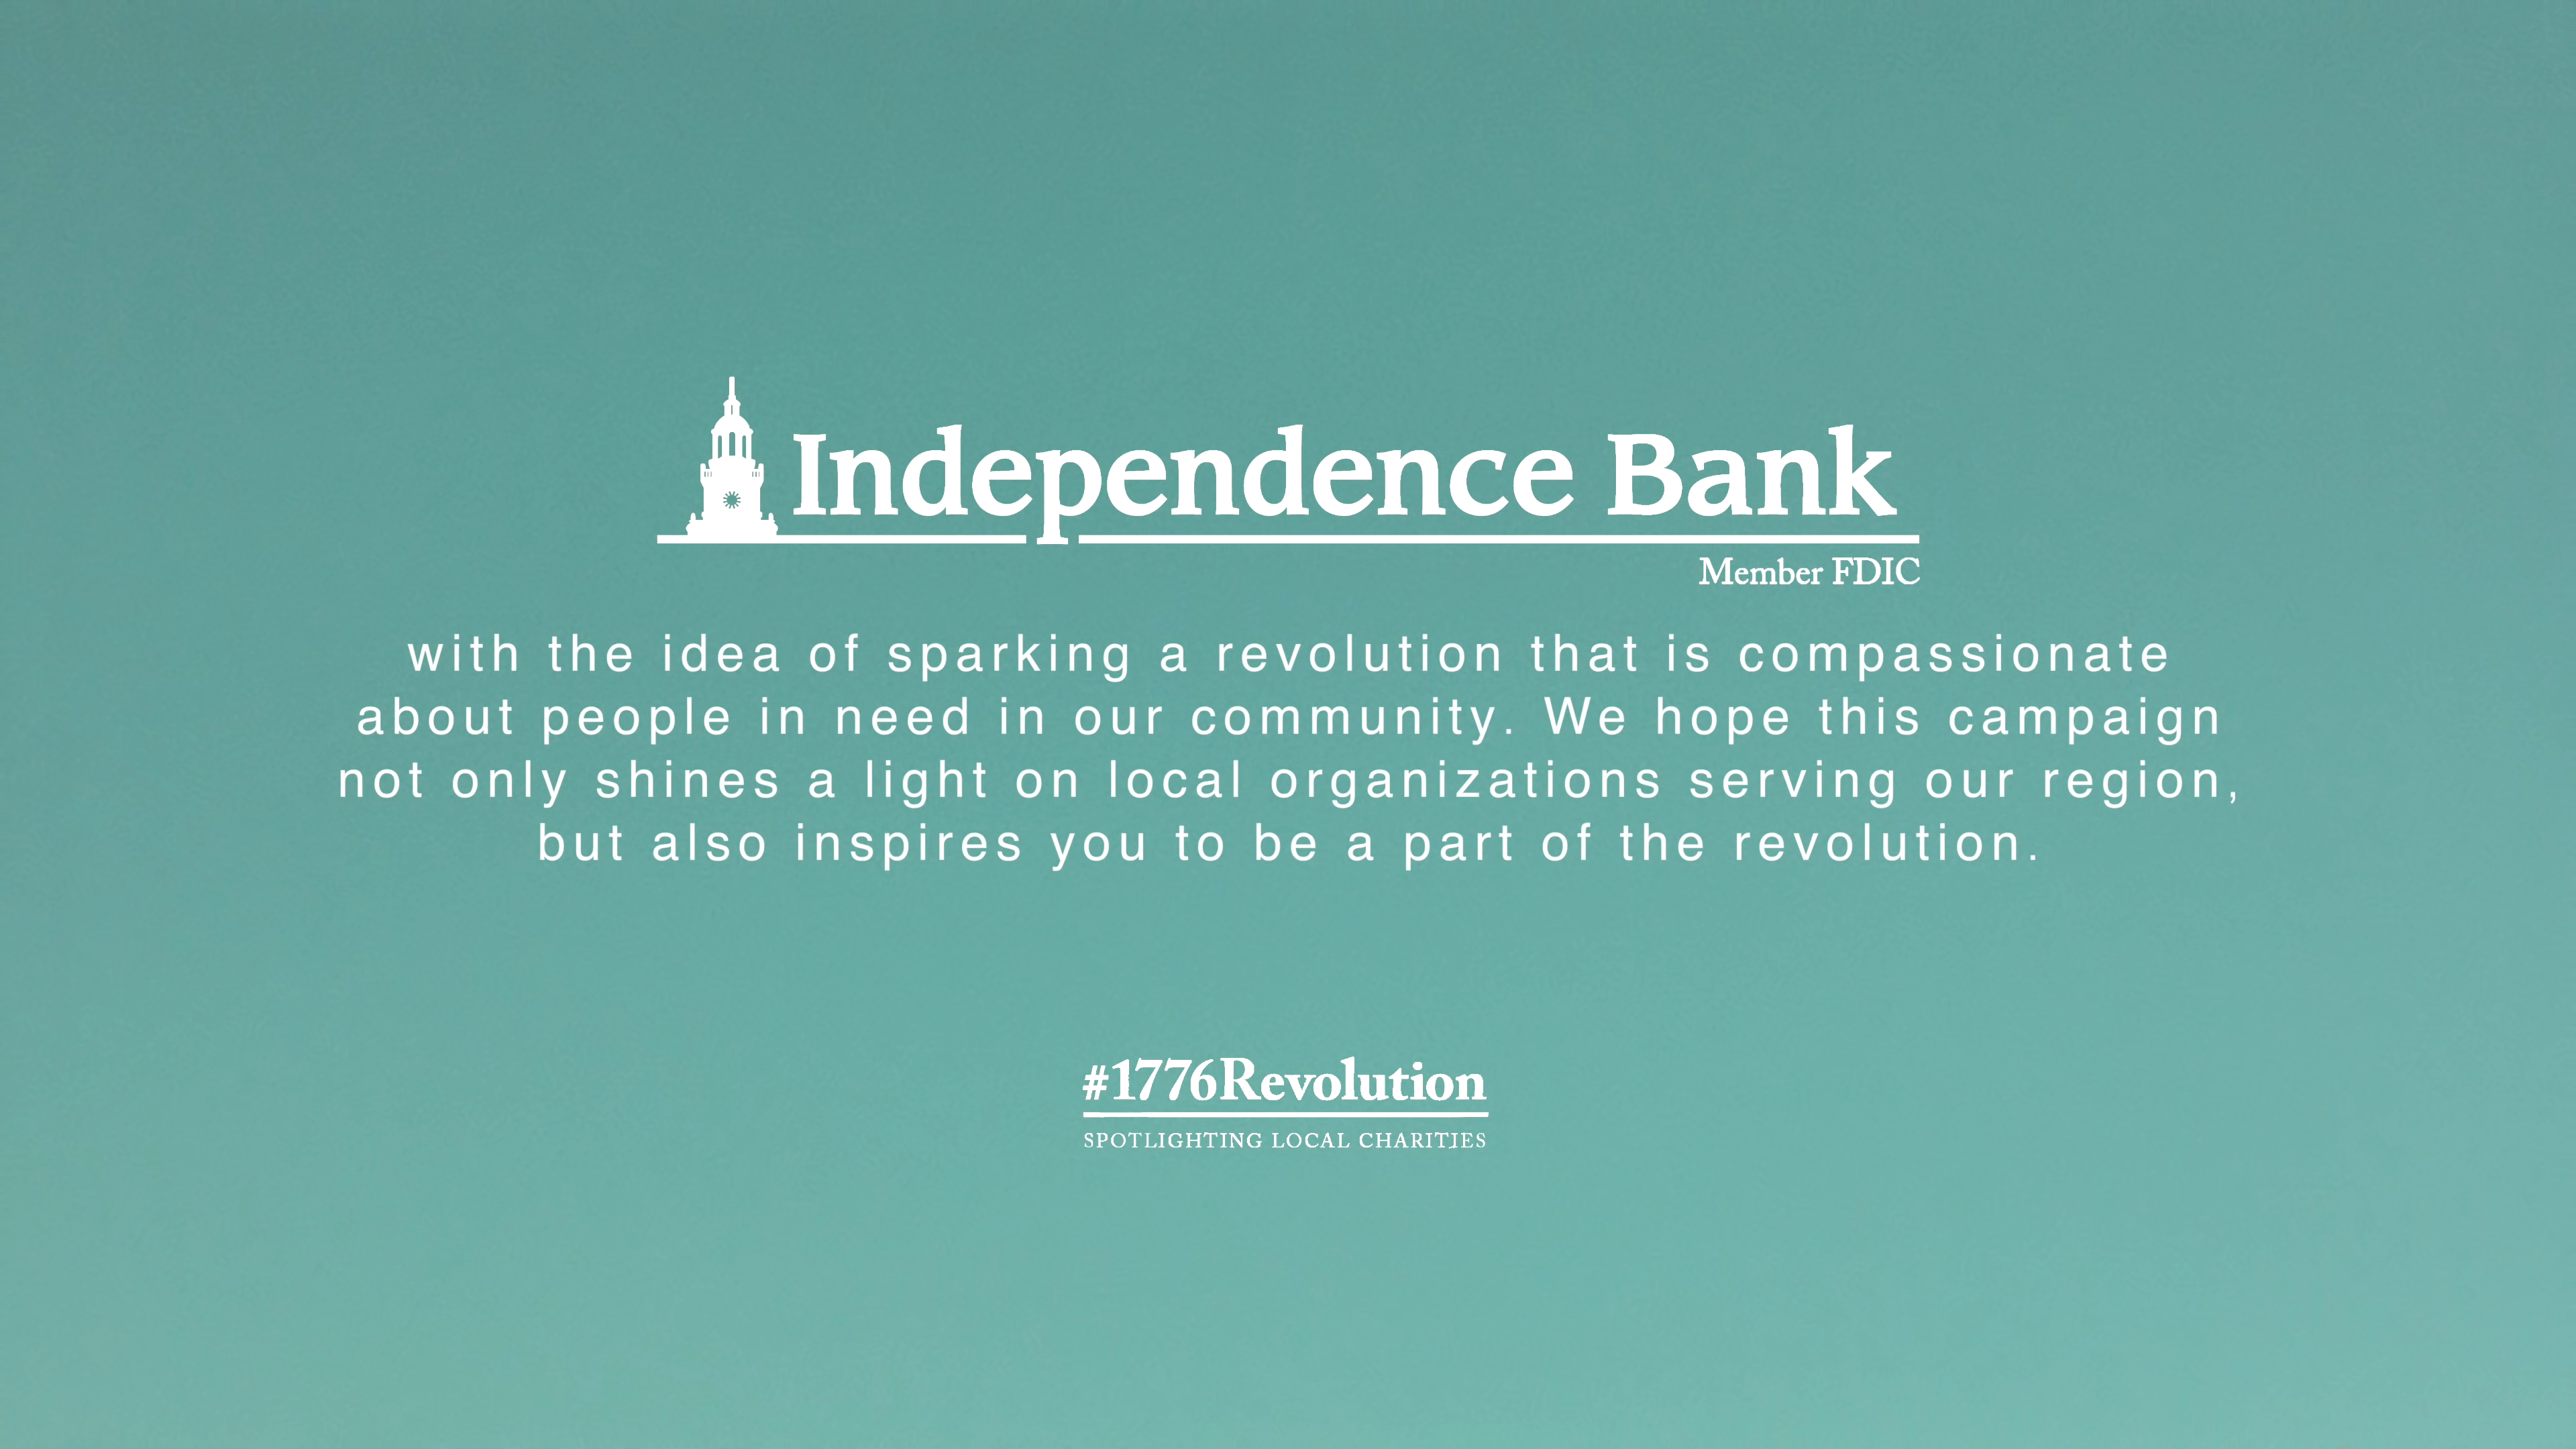 Independence Bank
Member FDIC
with the idea of sparking a revolution that is compassionate
about people in need in our community. We hope this campaign
not only shines a light on local organizations serving our region,
but also inspires you to be a part of the revolution.
#1776Revolution
SPOTLIGHTING LOCAL CHARITIES